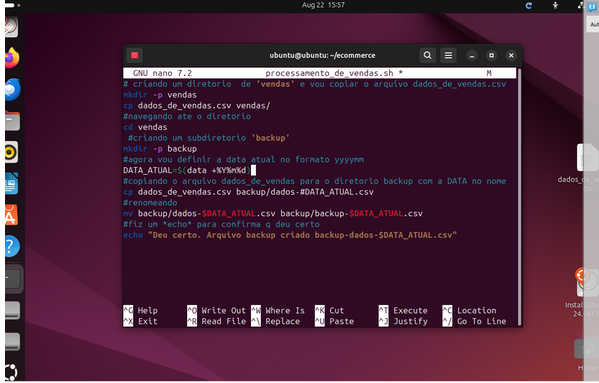 Aug 22 15:57
Aut
ubuntu@ubuntu: ~/ecommerce
GNU nano 7.2 processamento_de_vendas.sh * M
# criando um diretorio de 'vendas' e vou copiar o arquivo dados_de_vendas.csv
mkdir -p vendas
cp dados_de_vendas.csv vendas/
#navegando ate o diretorio
cd vendas
#criando um subdiretorio 'backup'
mkdir -p backup
#agora vou definir a data atual no formato yyyymm
DATA_ATUAL=$(data +%Y%m%d)
#copiando o arquivo dados_de_vendas para o diretorio backup com a DATA no nome
cp dados_de_vendas.csv backup/dados-#DATA_ATUAL.csv
#renomeando
mv backup/dados-$DATA_ATUAL.csv backup/backup-$DATA_ATUAL.csv
#fiz um *echo* para confirma q deu certo
echo "Deu certo. Arquivo backup criado backup-dados-$DATA_ATUAL.csv"
^G Help ^O Write Out ^W Where Is ^K Cut ^T Execute ^C Location
^X Exit ^R Read File ^\ Replace ^U Paste ^J Justify ^/ Go To Line
dados_de_v
csv
Install
24.04
Hom